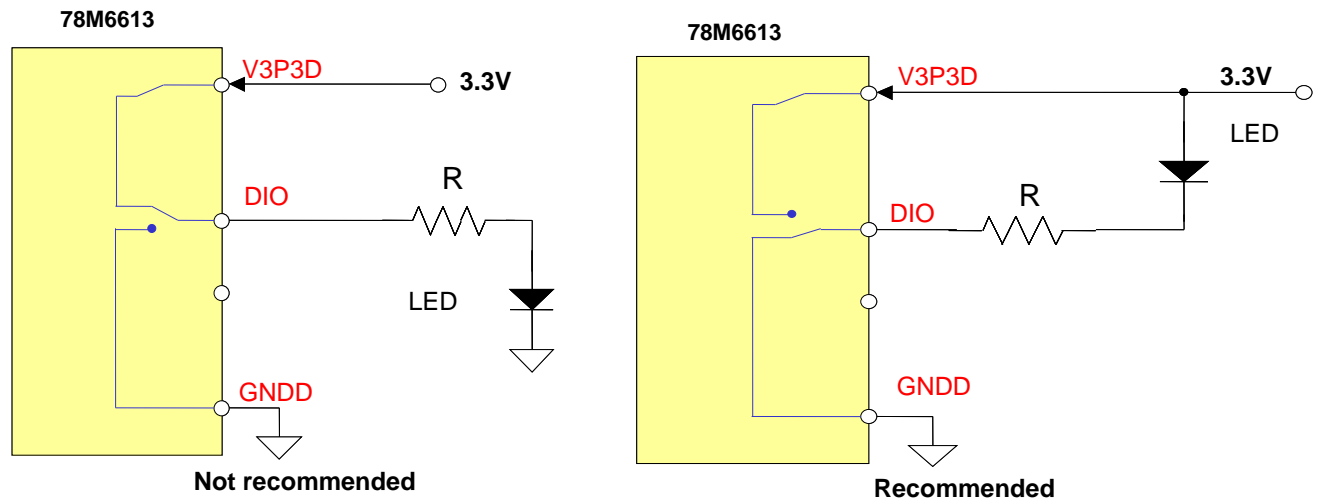 78M6613
V3P3D
3.3V
DIO
R
LED
GNDD
Not recommended
78M6613
V3P3D
3.3V
LED
R
DIO
GNDD
Recommended